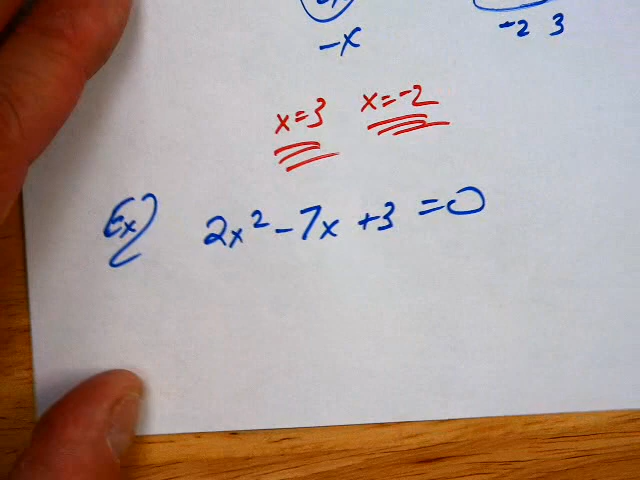 -x -2 3
x=3 x=-2
Ex) 2x² - 7x + 3 = 0